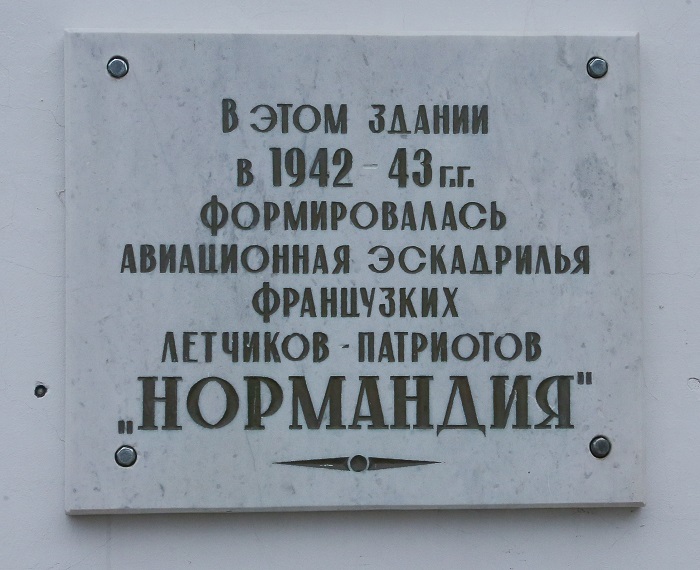 В ЭТОМ ЗДАНИИ
в 1942 - 43 г.г.
ФОРМИРОВАЛАСЬ
АВИАЦИОННАЯ ЭСКАДРИЛЬЯ
ФРАНЦУЗКИХ
ЛЕТЧИКОВ - ПАТРИОТОВ
„НОРМАНДИЯ"